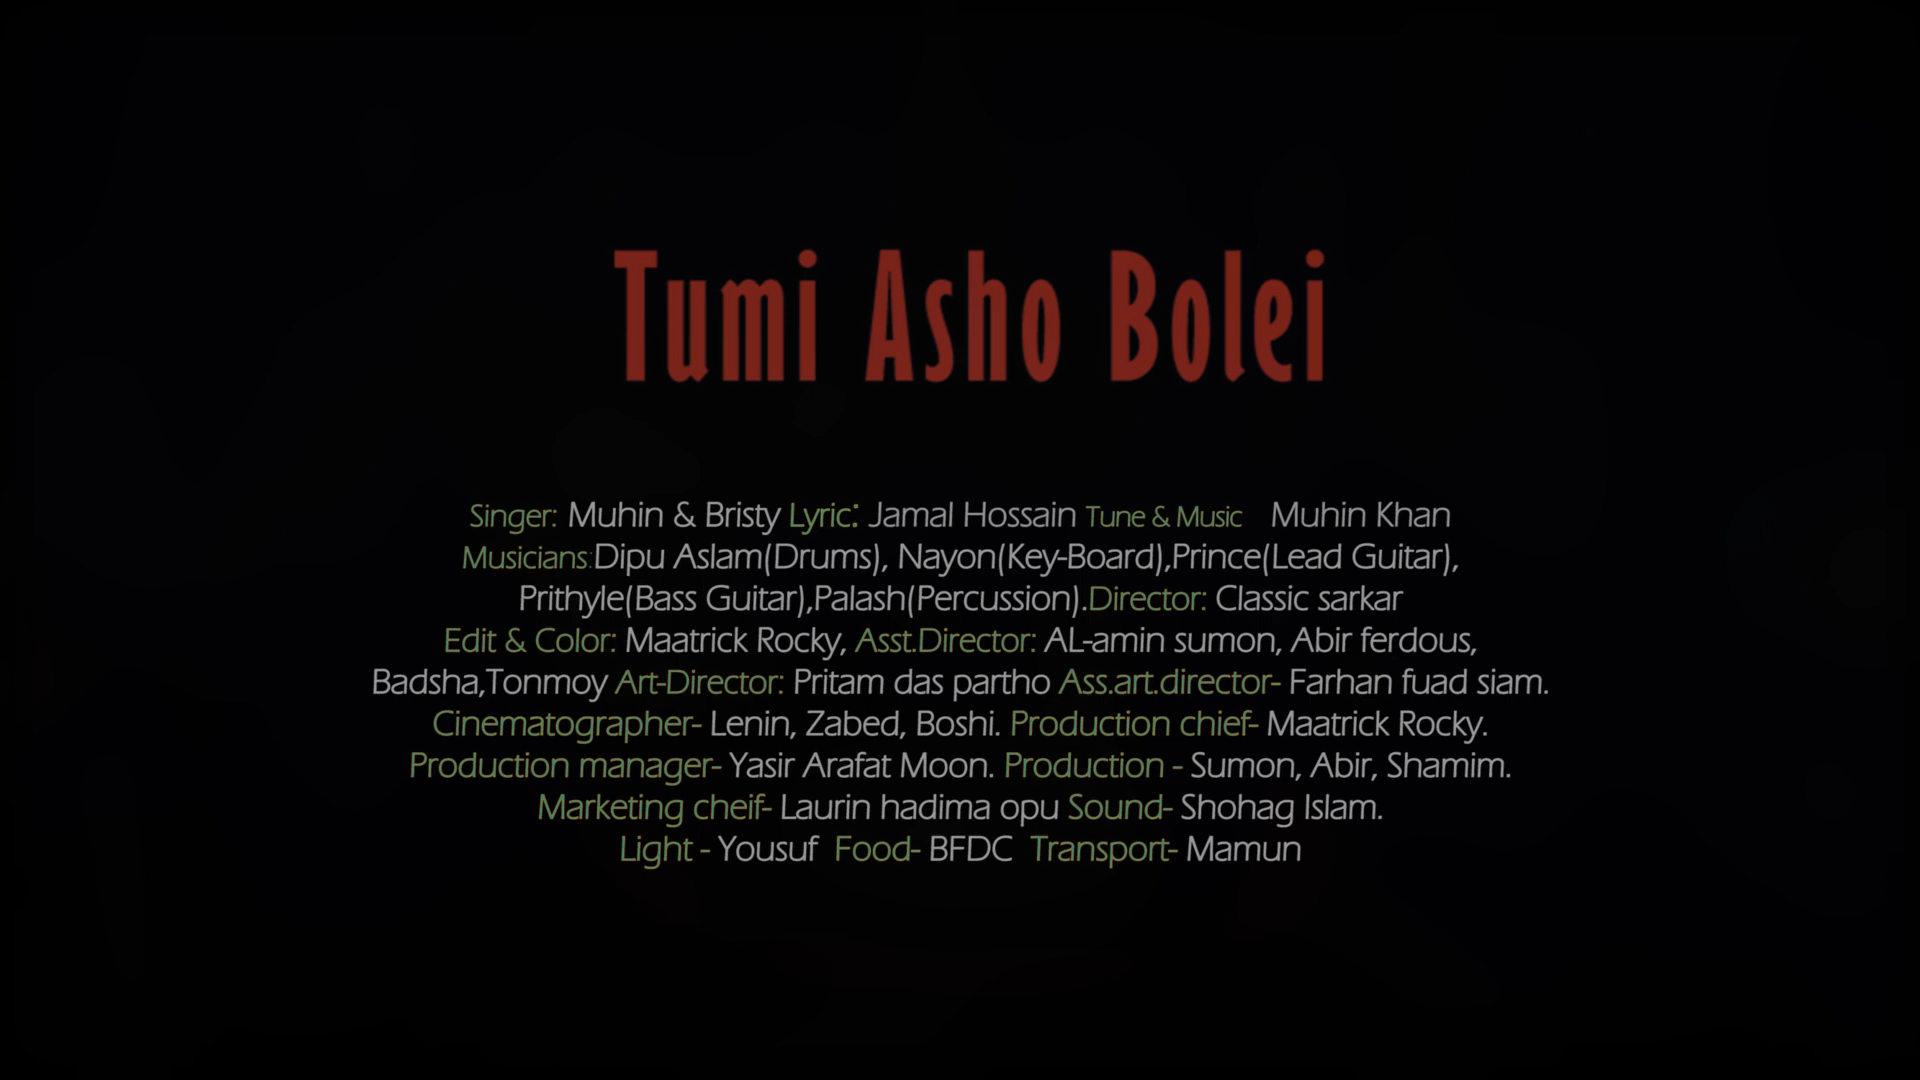 Tumi Asho Bolei
Singer: Muhin & Bristy Lyric: Jamal Hossain Tune & Music Muhin Khan
Musicians:Dipu Aslam(Drums), Nayon(Key-Board),Prince(Lead Guitar),
Prithyle(Bass Guitar),Palash(Percussion).Director: Classic sarkar
Edit & Color: Maatrick Rocky, Asst.Director: AL-amin sumon, Abir ferdous,
Badsha,Tonmoy Art-Director: Pritam das partho Ass.art.director- Farhan fuad siam.
Cinematographer- Lenin, Zabed, Boshi. Production chief- Maatrick Rocky.
Production manager- Yasir Arafat Moon. Production - Sumon, Abir, Shamim.
Marketing cheif- Laurin hadima opu Sound- Shohag Islam.
Light - Yousuf Food- BFDC Transport- Mamun